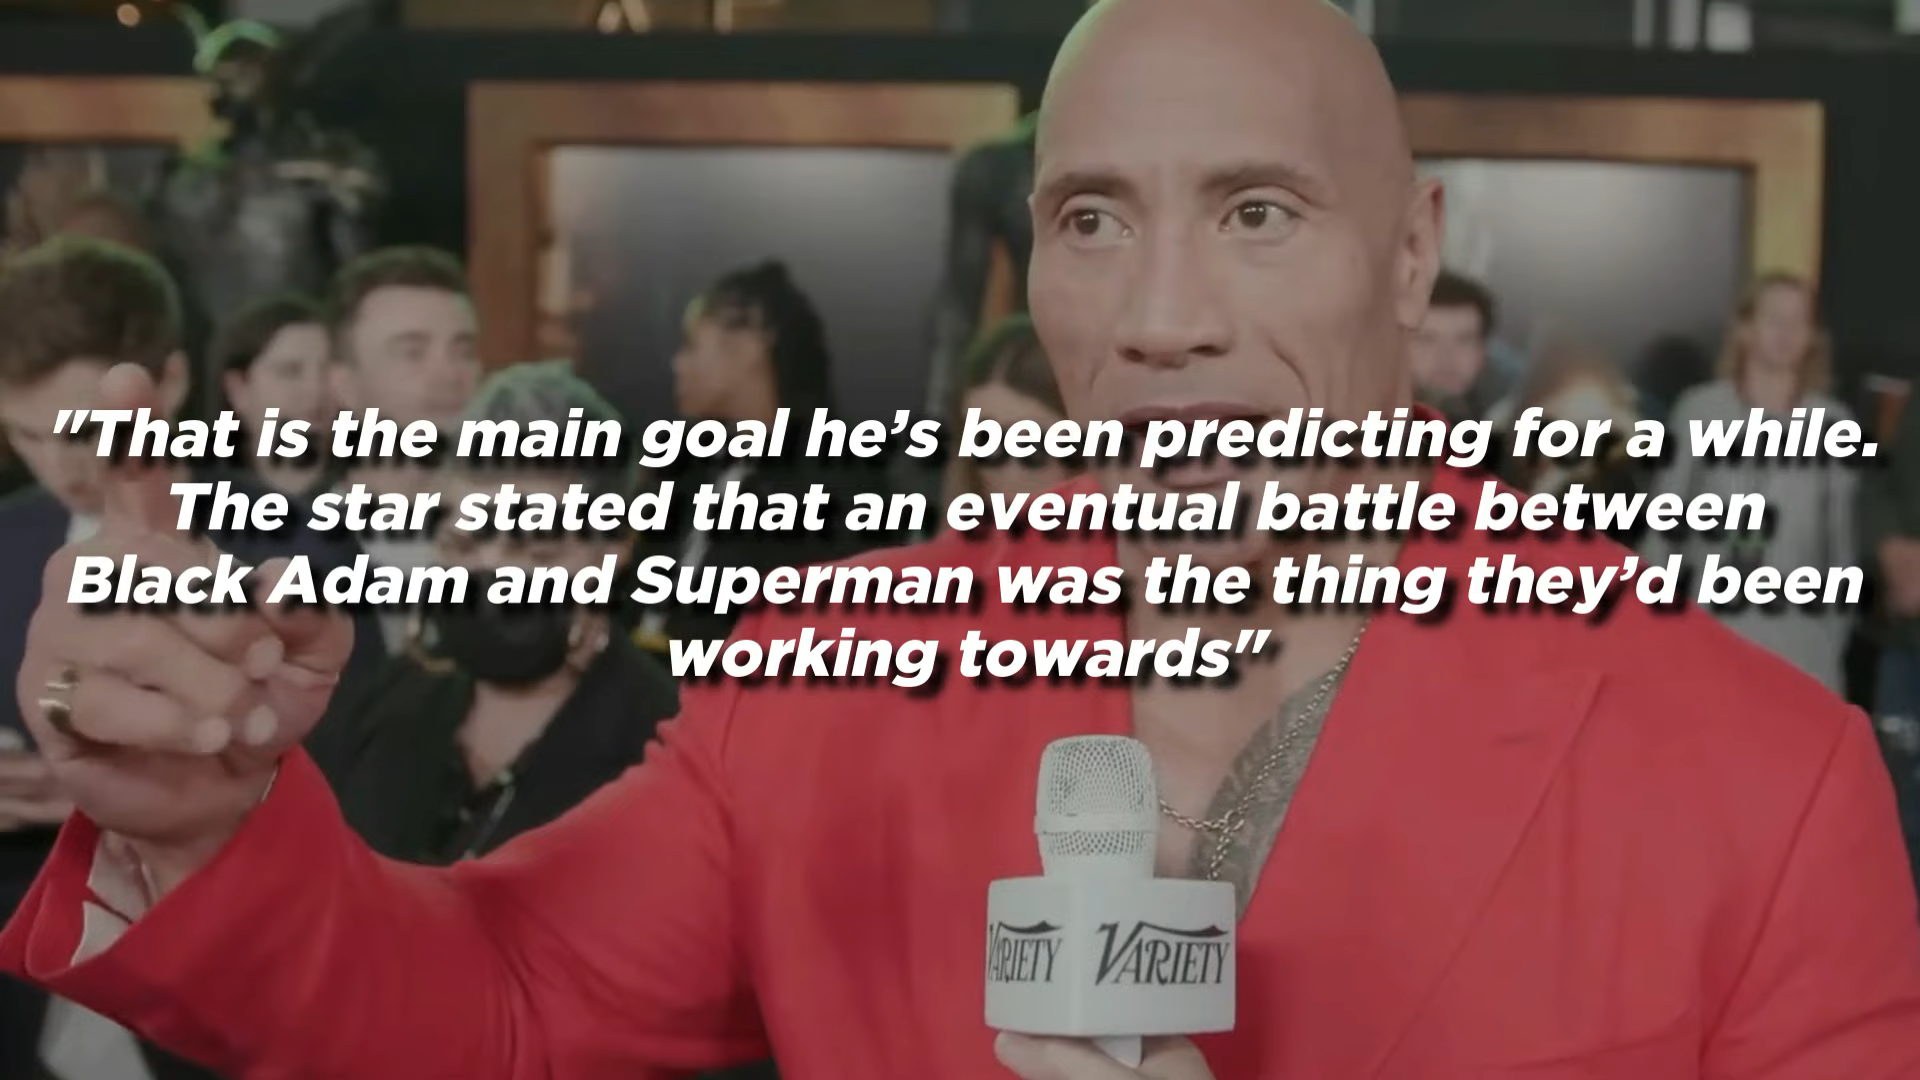 "That is the main goal he’s been predicting for a while.
The star stated that an eventual battle between
Black Adam and Superman was the thing they’d been
working towards"
VARIETY
VARIETY